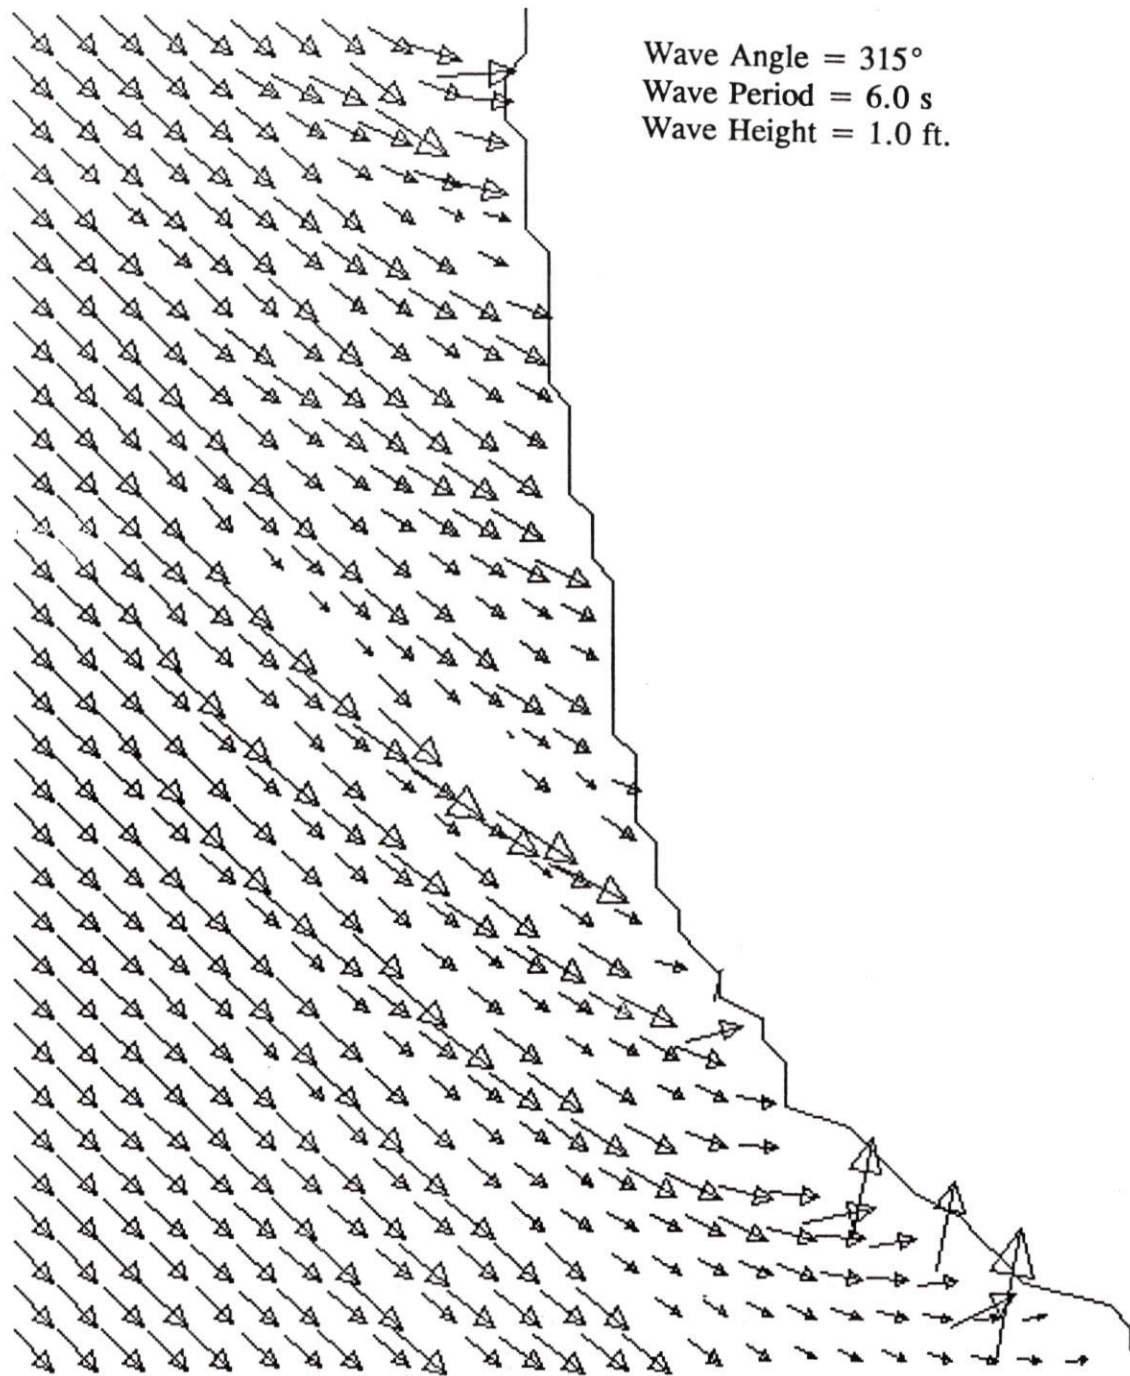 Wave Angle = 315°
Wave Period = 6.0 s
Wave Height = 1.0 ft.